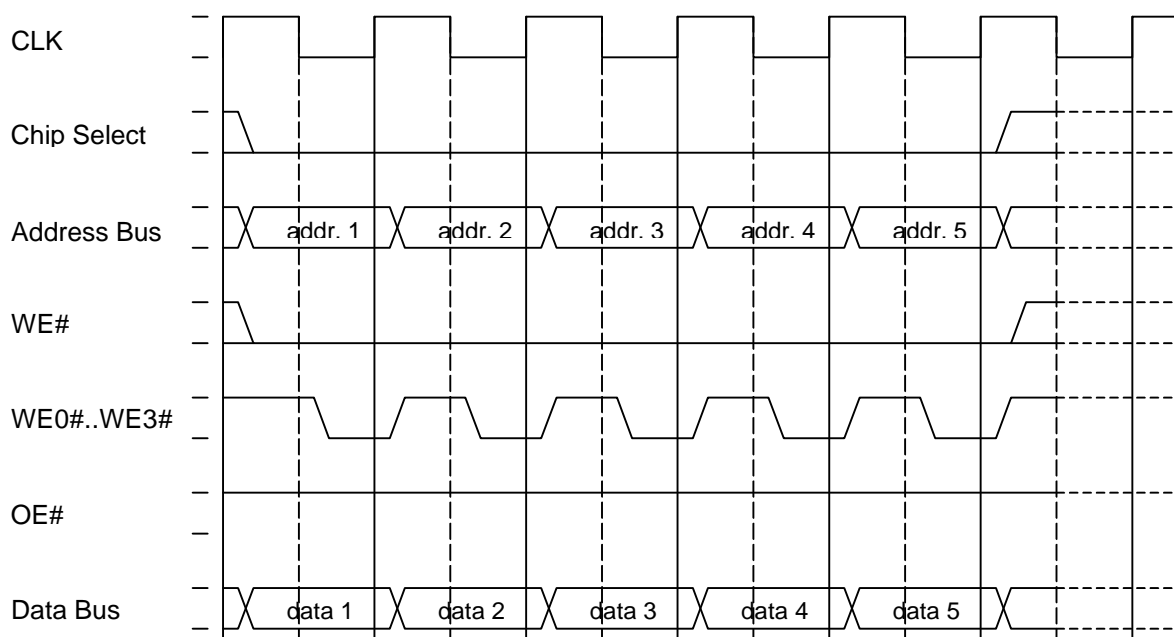 CLK
Chip Select
Address Bus addr. 1 addr. 2 addr. 3 addr. 4 addr. 5
WE#
WE0#..WE3#
OE#
Data Bus data 1 data 2 data 3 data 4 data 5